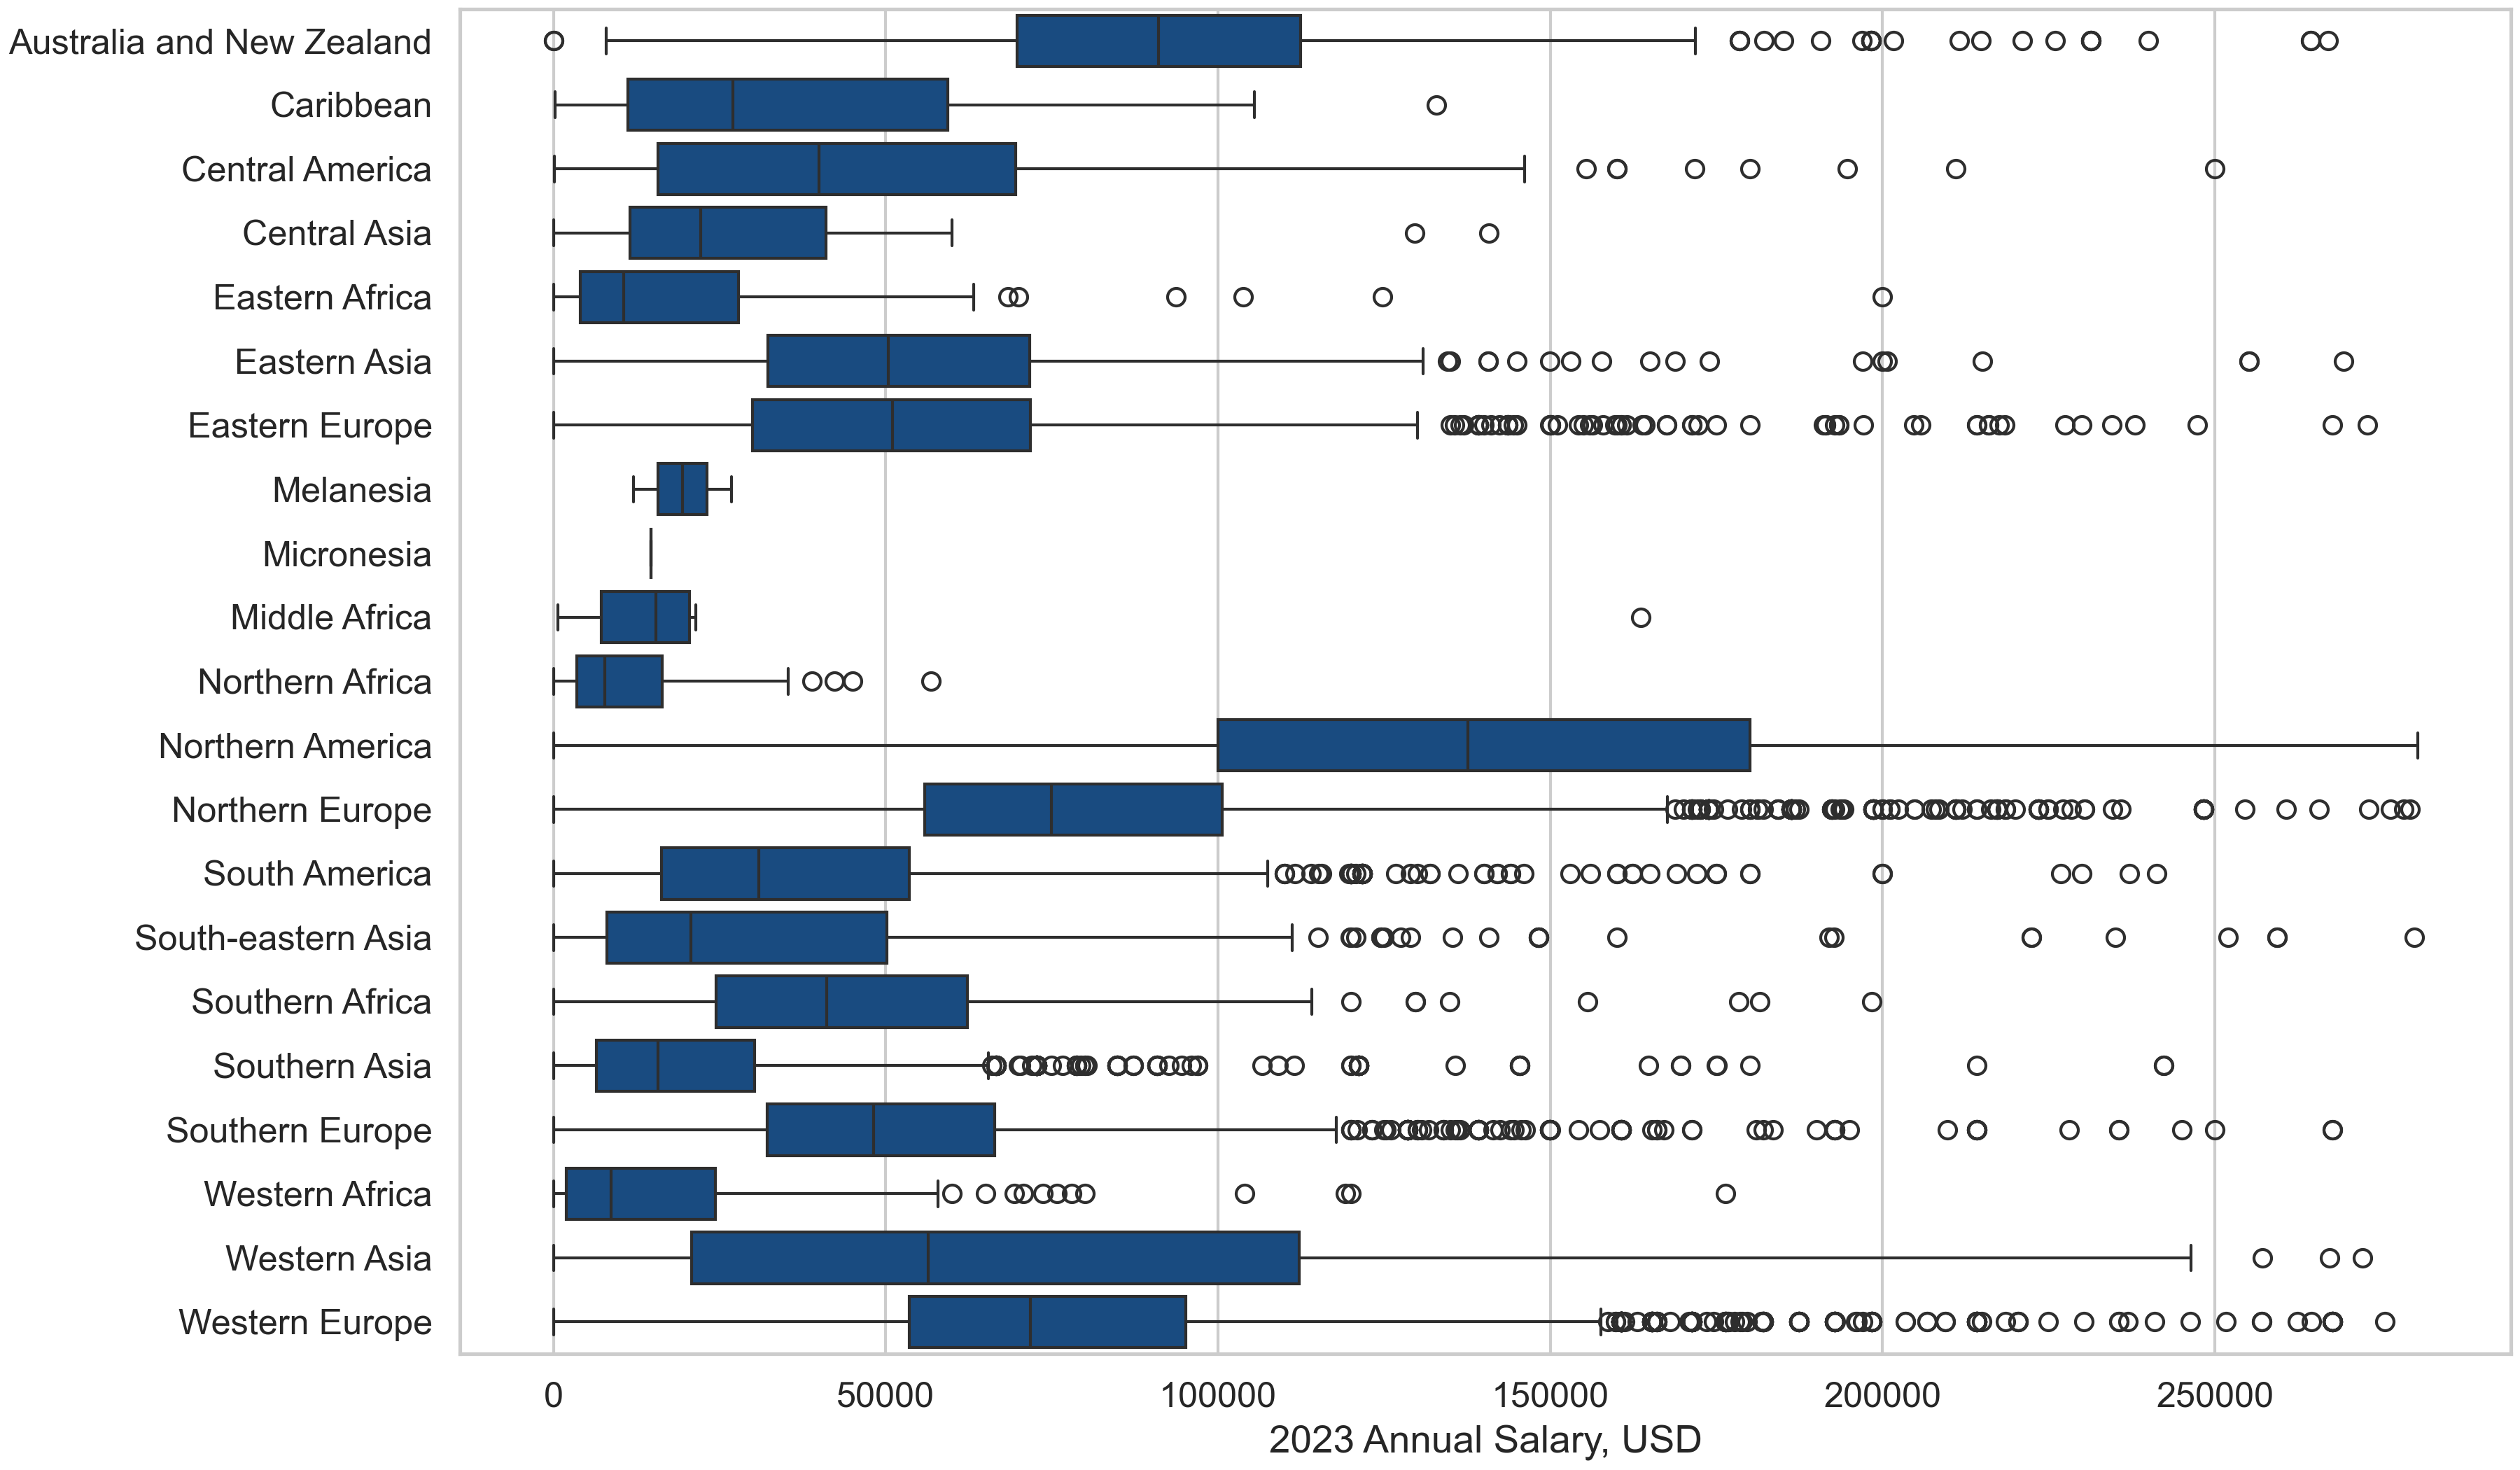 Australia and New Zealand
Caribbean
Central America
Central Asia
Eastern Africa
Eastern Asia
Eastern Europe
Melanesia
Micronesia
Middle Africa
Northern Africa
Northern America
Northern Europe
South America
South-eastern Asia
Southern Africa
Southern Asia
Southern Europe
Western Africa
Western Asia
Western Europe
0 50000 100000 150000 200000 250000
2023 Annual Salary, USD